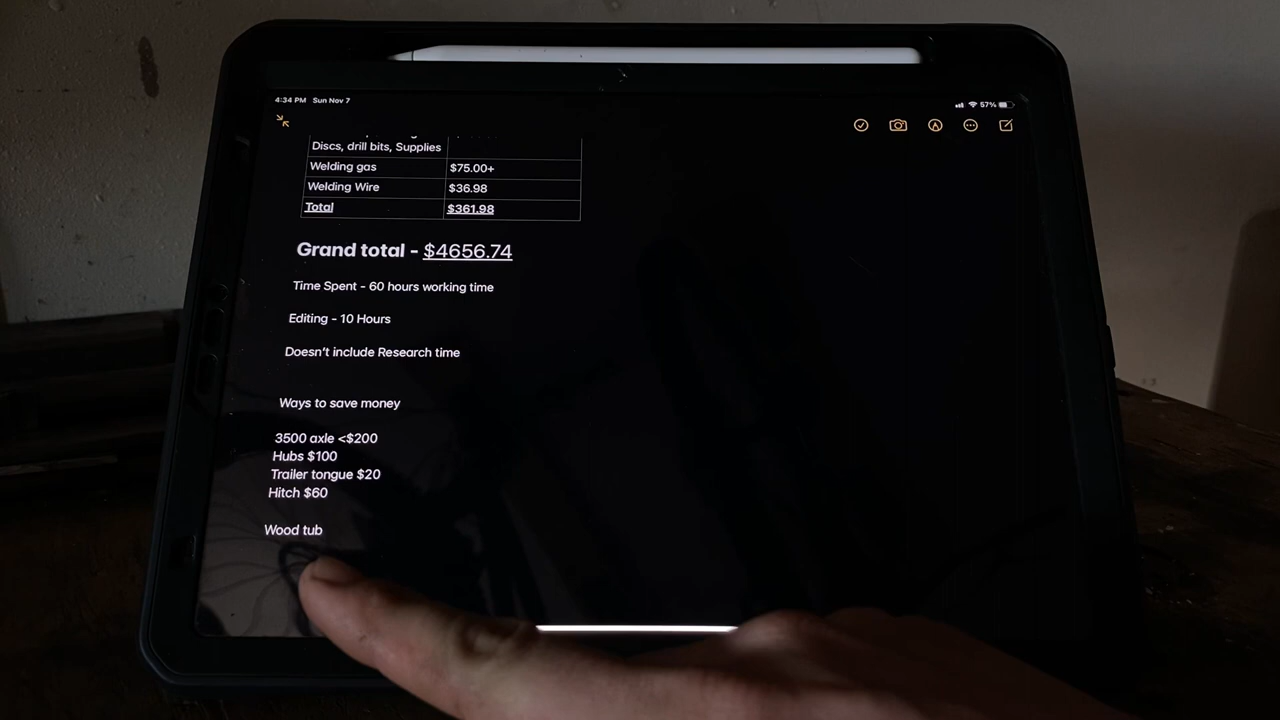 4:34 PM Sun Nov 7
57%
Discs, drill bits, Supplies
Welding gas $75.00+
Welding Wire $36.98
Total $361.98
Grand total - $4656.74
Time Spent - 60 hours working time
Editing - 10 Hours
Doesn't include Research time
Ways to save money
3500 axle <$200
Hubs $100
Trailer tongue $20
Hitch $60
Wood tub